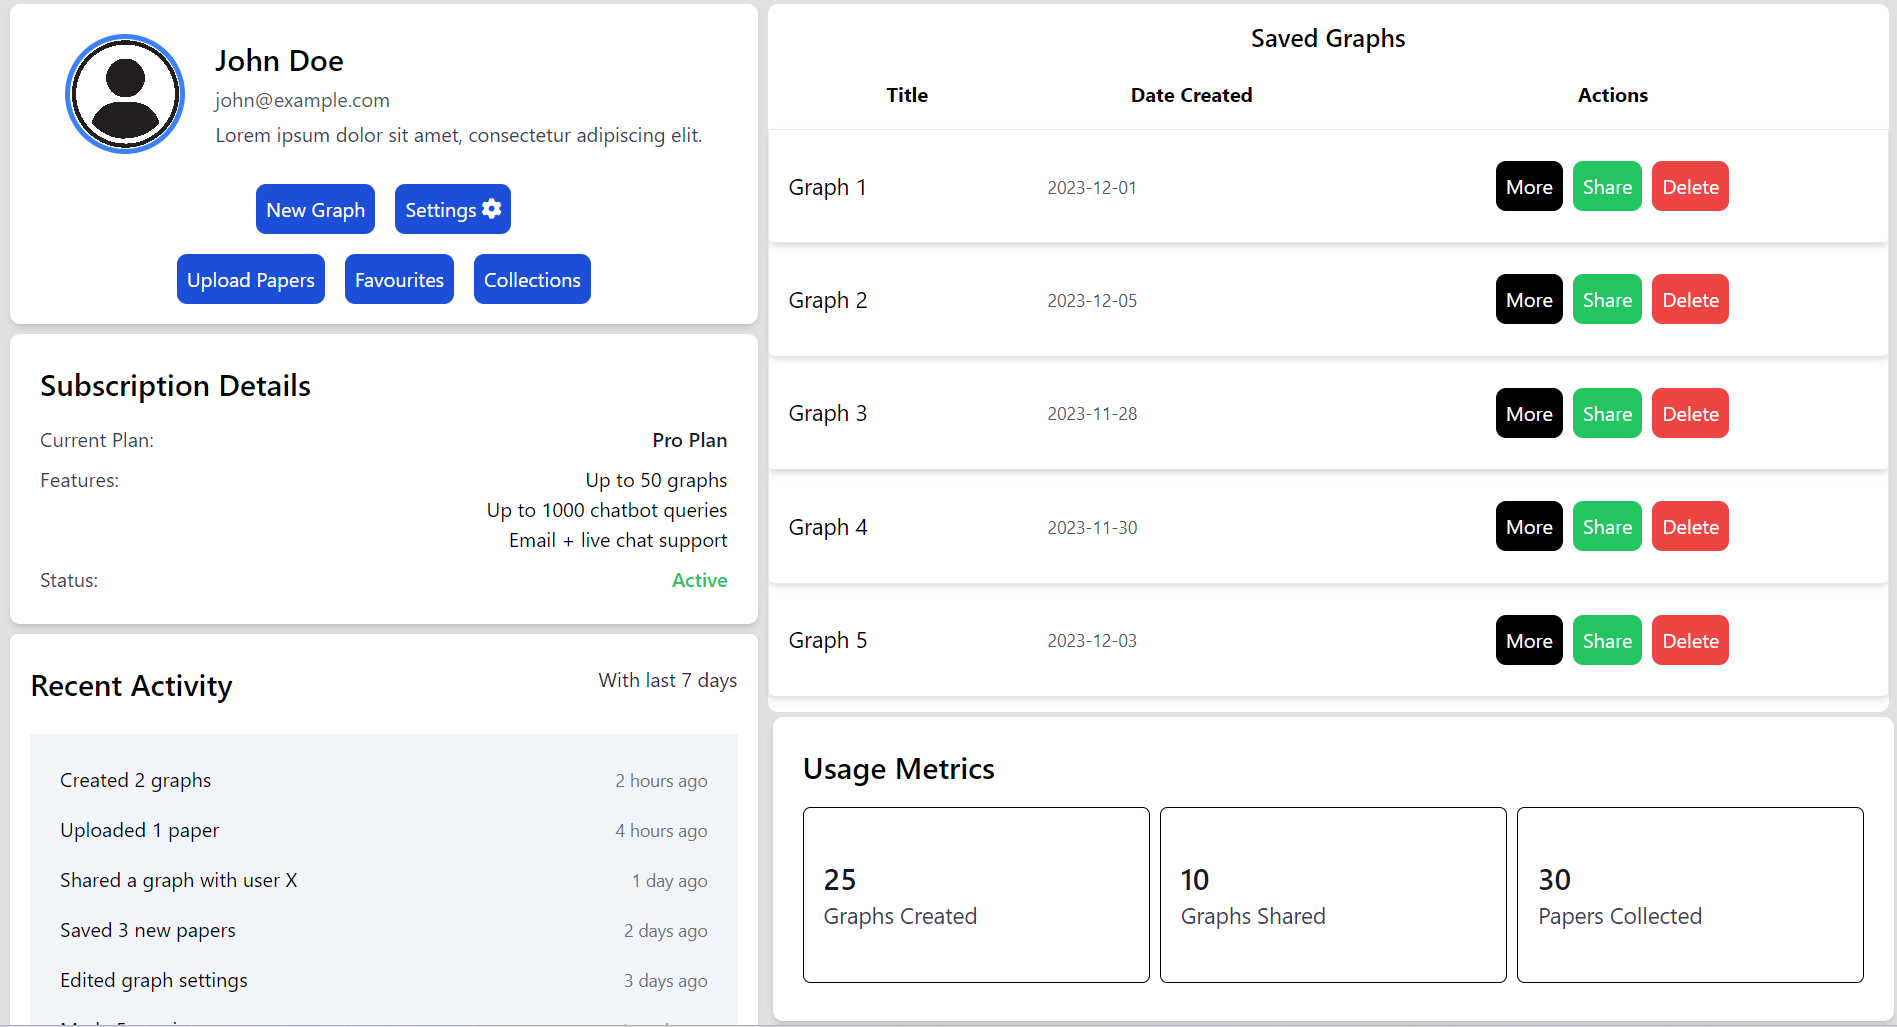 John Doe
john@example.com
Lorem ipsum dolor sit amet, consectetur adipiscing elit.
New Graph
Settings
Upload Papers
Favourites
Collections
Subscription Details
Current Plan: Pro Plan
Features: Up to 50 graphs
Up to 1000 chatbot queries
Email + live chat support
Status: Active
Recent Activity With last 7 days
Created 2 graphs 2 hours ago
Uploaded 1 paper 4 hours ago
Shared a graph with user X 1 day ago
Saved 3 new papers 2 days ago
Edited graph settings 3 days ago
Saved Graphs
Title Date Created Actions
Graph 1 2023-12-01 More Share Delete
Graph 2 2023-12-05 More Share Delete
Graph 3 2023-11-28 More Share Delete
Graph 4 2023-11-30 More Share Delete
Graph 5 2023-12-03 More Share Delete
Usage Metrics
25
Graphs Created
10
Graphs Shared
30
Papers Collected